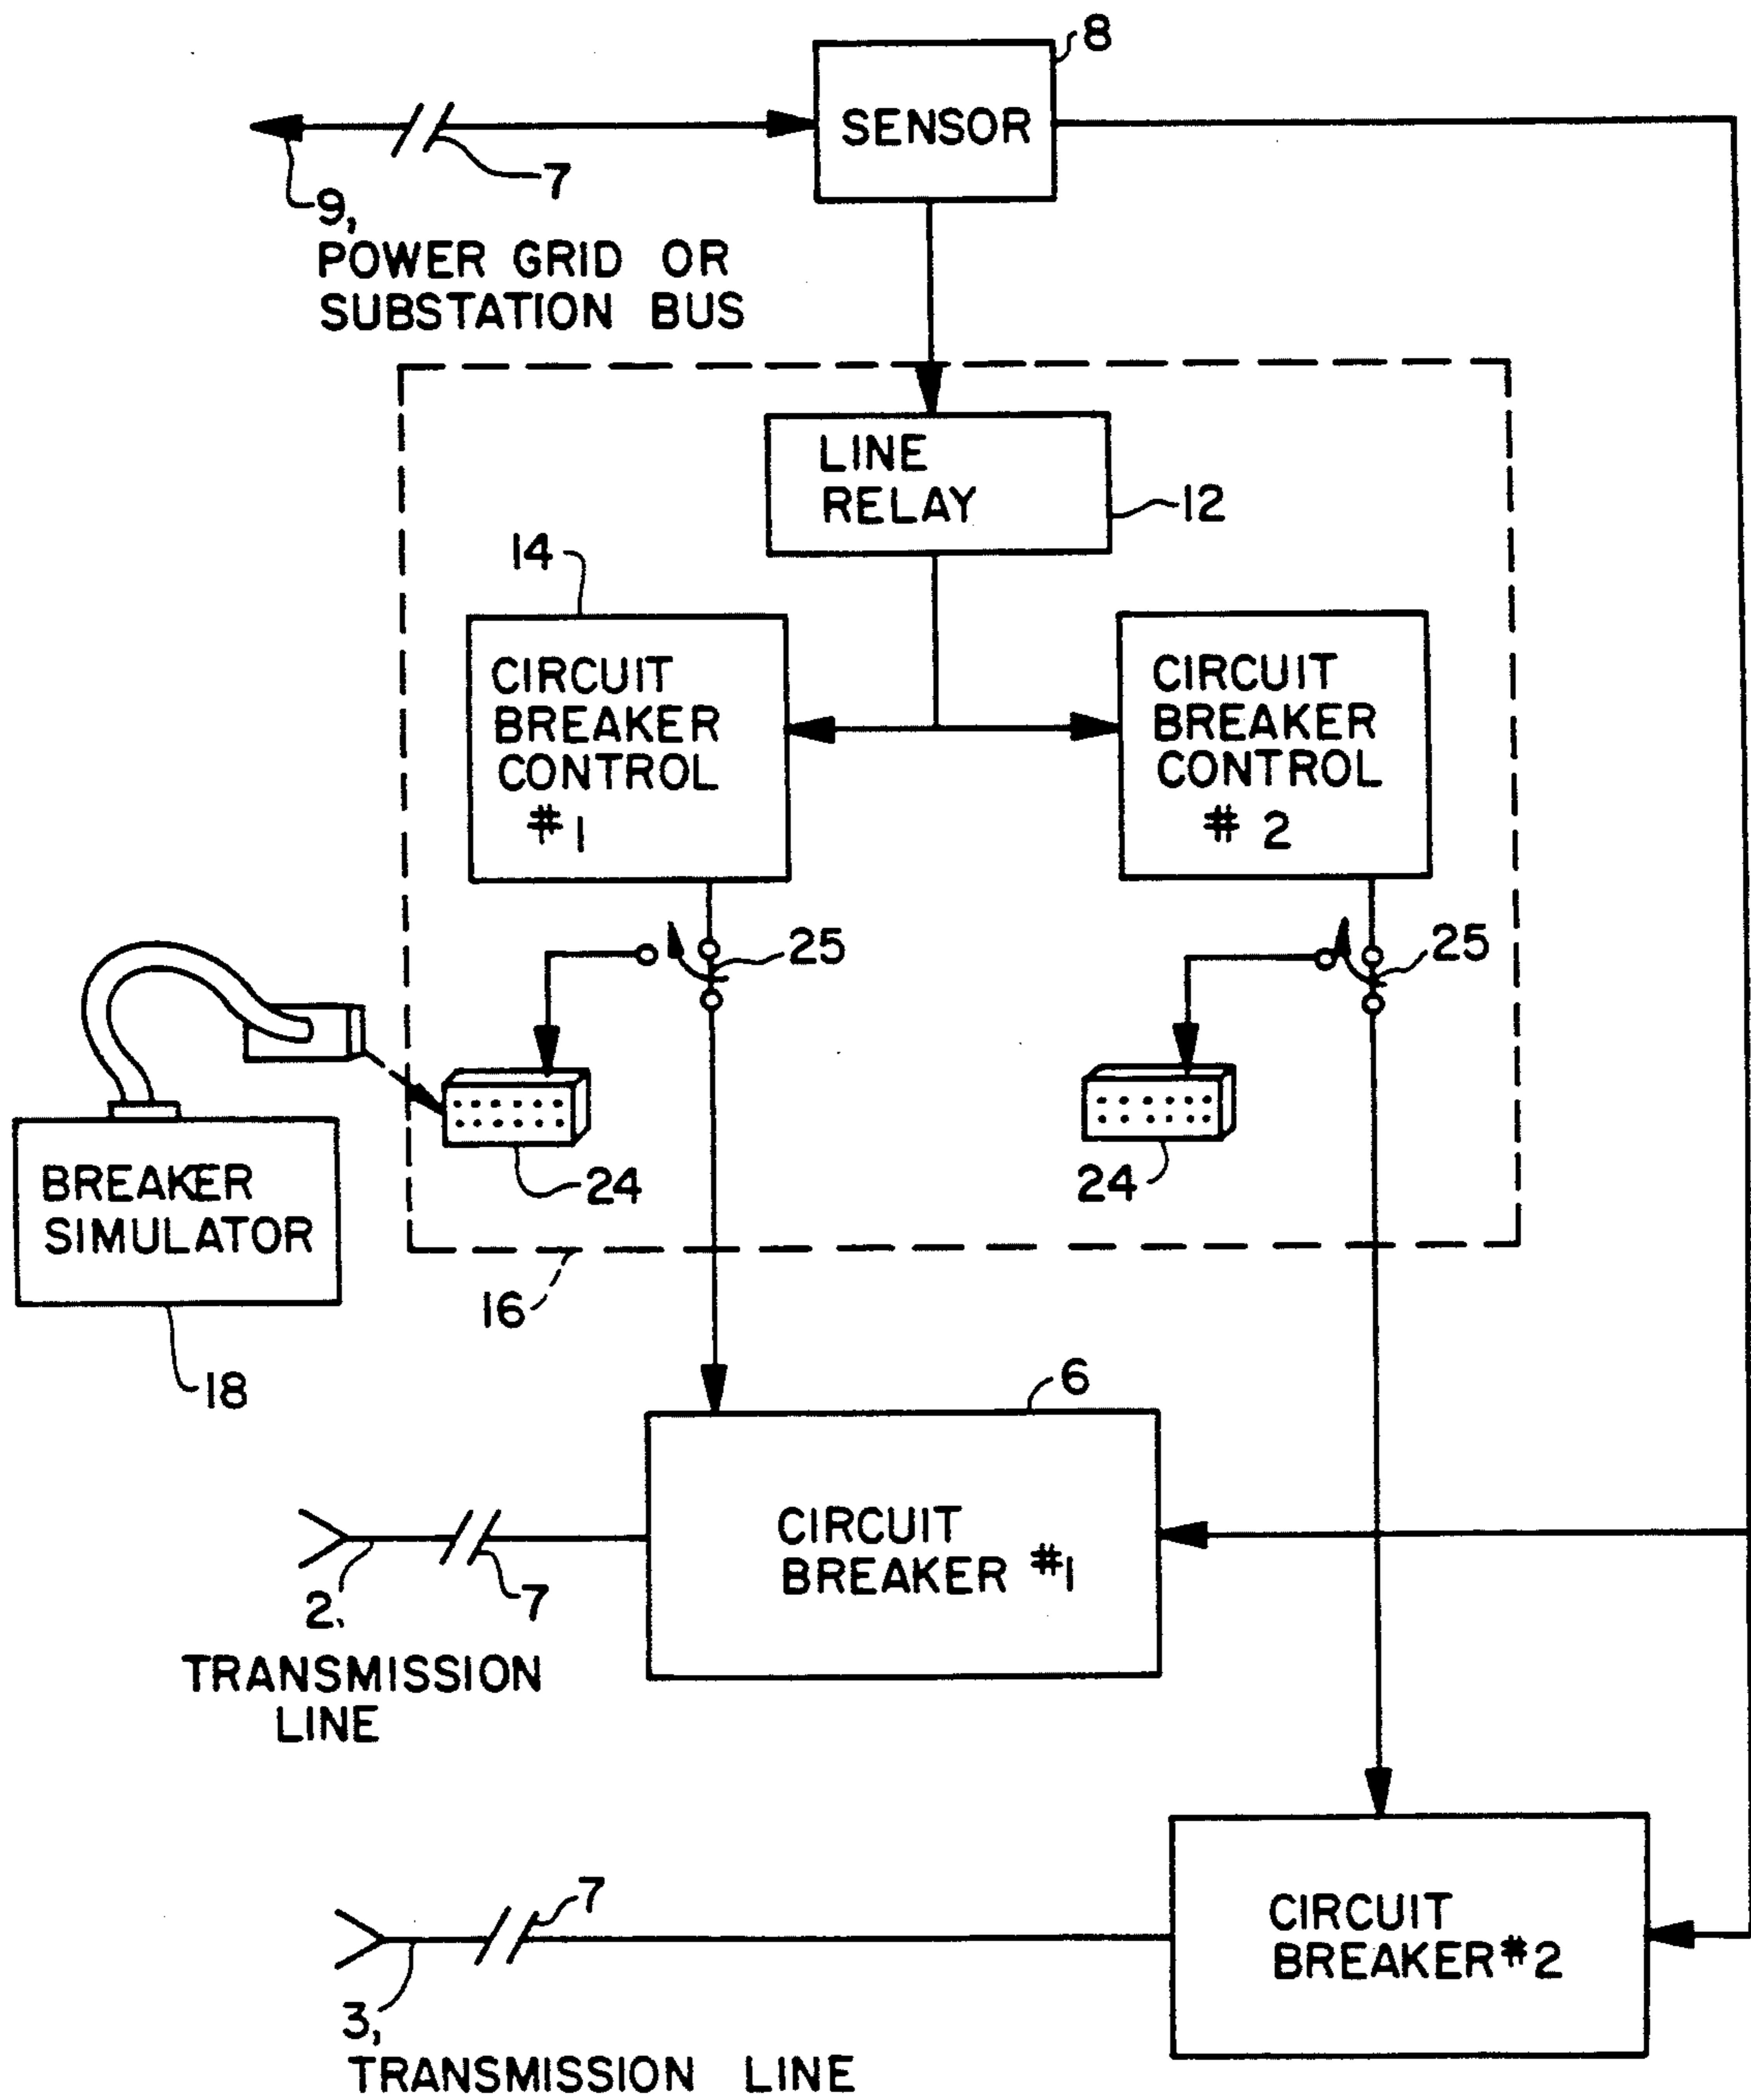 8
SENSOR
7
9,
POWER GRID OR
SUBSTATION BUS
LINE
RELAY
12
14
CIRCUIT
BREAKER
CONTROL
#1
CIRCUIT
BREAKER
CONTROL
# 2
25
25
24
24
BREAKER
SIMULATOR
16
18
6
CIRCUIT
BREAKER #1
2,
7
TRANSMISSION
LINE
7
CIRCUIT
BREAKER #2
3,
TRANSMISSION LINE